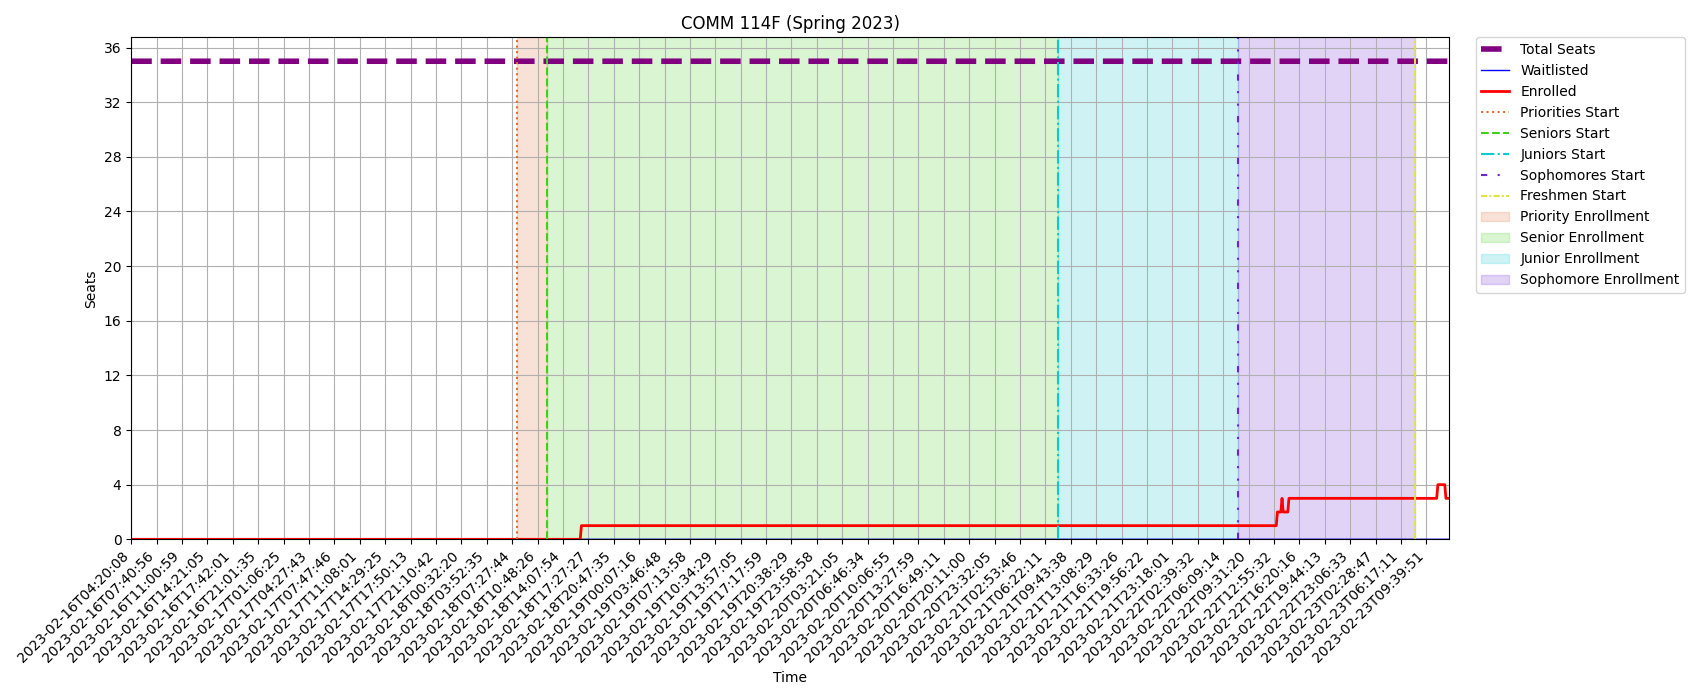 COMM 114F (Spring 2023)
36
32
28
24
20
16
12
8
4
0
Seats
2023-02-16T04:20:08
2023-02-16T07:40:56
2023-02-16T11:00:59
2023-02-16T14:21:05
2023-02-16T17:42:01
2023-02-16T21:01:35
2023-02-17T01:06:25
2023-02-17T04:27:43
2023-02-17T07:47:46
2023-02-17T11:08:01
2023-02-17T14:29:25
2023-02-17T17:50:13
2023-02-17T21:10:42
2023-02-18T00:32:20
2023-02-18T03:52:35
2023-02-18T07:27:44
2023-02-18T10:48:26
2023-02-18T14:07:54
2023-02-18T17:27:27
2023-02-18T20:47:35
2023-02-19T00:07:16
2023-02-19T03:46:48
2023-02-19T07:13:58
2023-02-19T10:34:29
2023-02-19T13:57:05
2023-02-19T17:17:59
2023-02-19T20:38:29
2023-02-19T23:58:58
2023-02-20T03:21:05
2023-02-20T06:46:34
2023-02-20T10:06:55
2023-02-20T13:27:59
2023-02-20T16:49:11
2023-02-20T20:11:00
2023-02-20T23:32:05
2023-02-21T02:53:46
2023-02-21T06:22:11
2023-02-21T09:43:38
2023-02-21T13:08:29
2023-02-21T16:33:26
2023-02-21T19:56:22
2023-02-21T23:18:01
2023-02-22T02:39:32
2023-02-22T06:09:14
2023-02-22T09:31:20
2023-02-22T12:55:32
2023-02-22T16:20:16
2023-02-22T19:44:13
2023-02-22T23:06:33
2023-02-23T02:28:47
2023-02-23T06:17:11
2023-02-23T09:39:51
Time
Total Seats
Waitlisted
Enrolled
Priorities Start
Seniors Start
Juniors Start
Sophomores Start
Freshmen Start
Priority Enrollment
Senior Enrollment
Junior Enrollment
Sophomore Enrollment